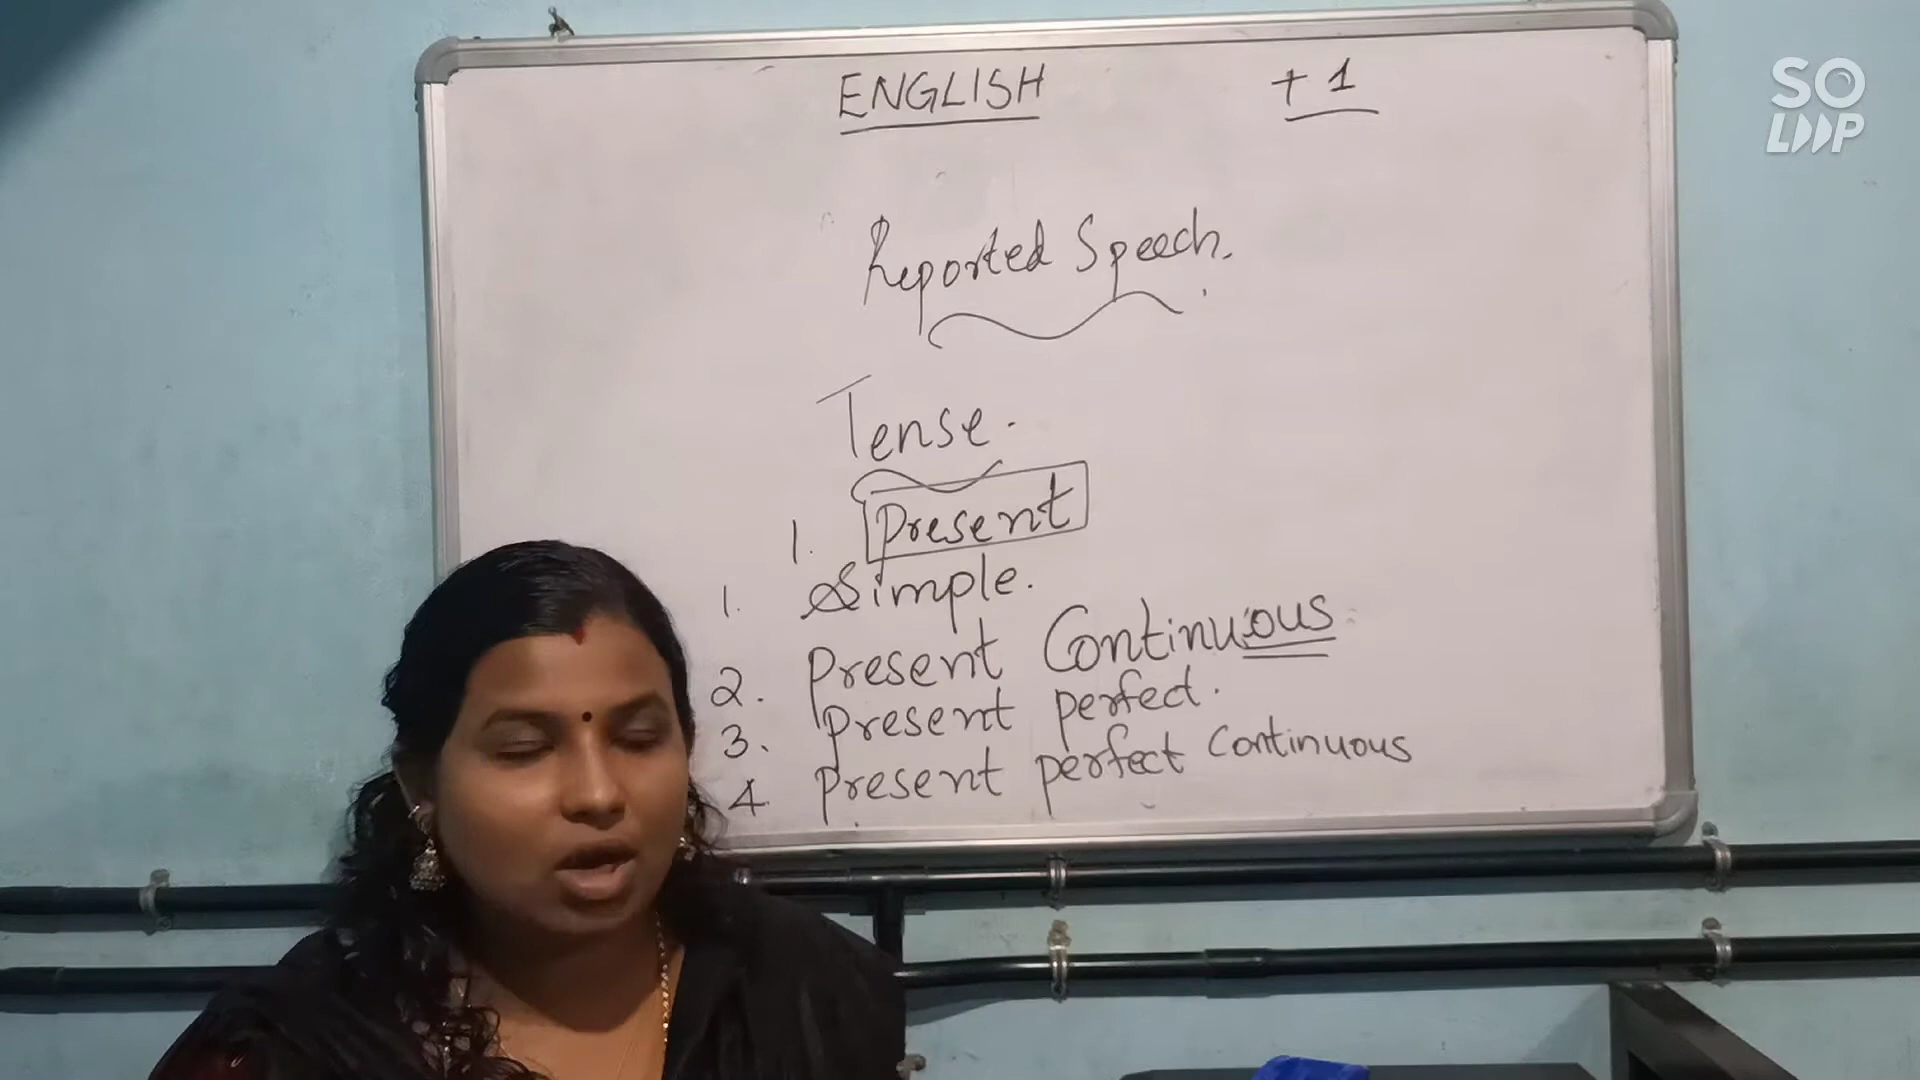 ENGLISH +1
SO LOOP
Reported Speech.
Tense.
1. Present
1. Simple.
2. Present Continuous
3. Present perfect.
4. Present perfect Continuous